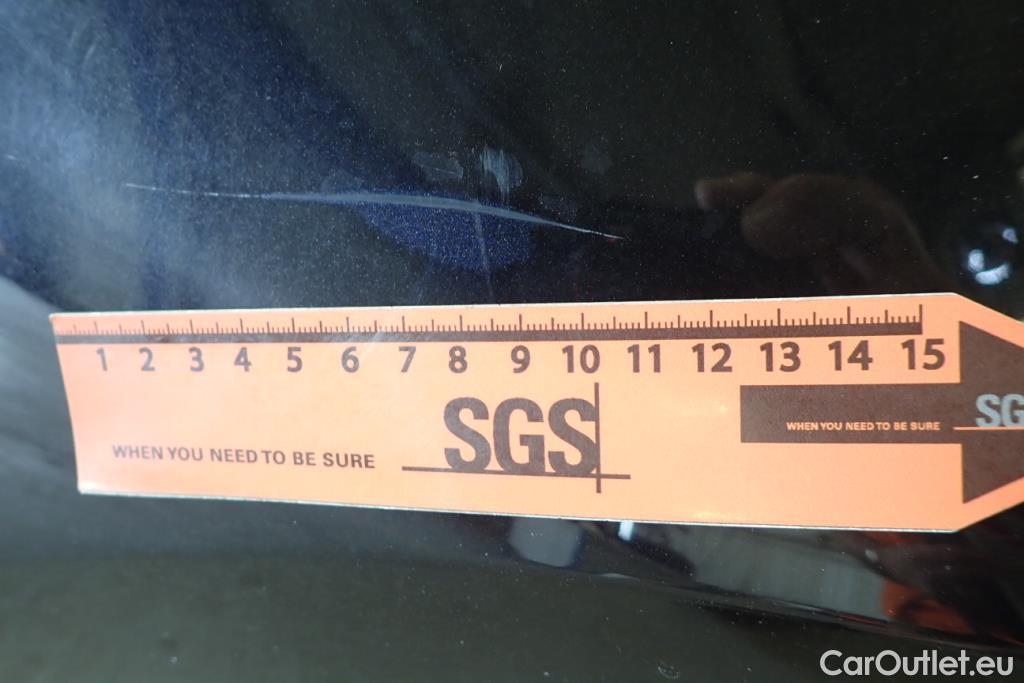 1 2 3 4 5 6 7 8 9 10 11 12 13 14 15
SGS
WHEN YOU NEED TO BE SURE
WHEN YOU NEED TO BE SURE
SG
CarOutlet.eu